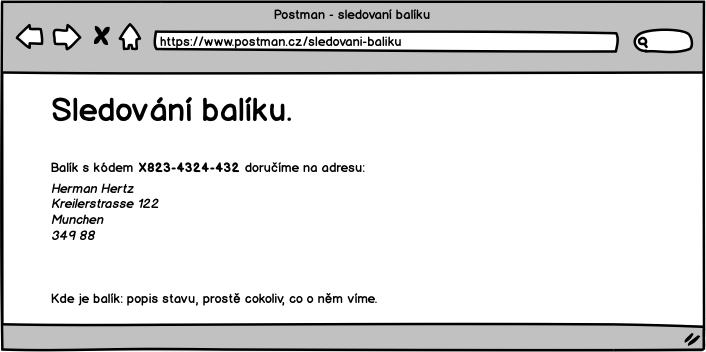 Postman - sledovaní balíku
https://www.postman.cz/sledovani-baliku
Sledování balíku.
Balík s kódem X823-4324-432 doručíme na adresu:
Herman Hertz
Kreilerstrasse 122
Munchen
349 88
Kde je balík: popis stavu, prostě cokoliv, co o něm víme.